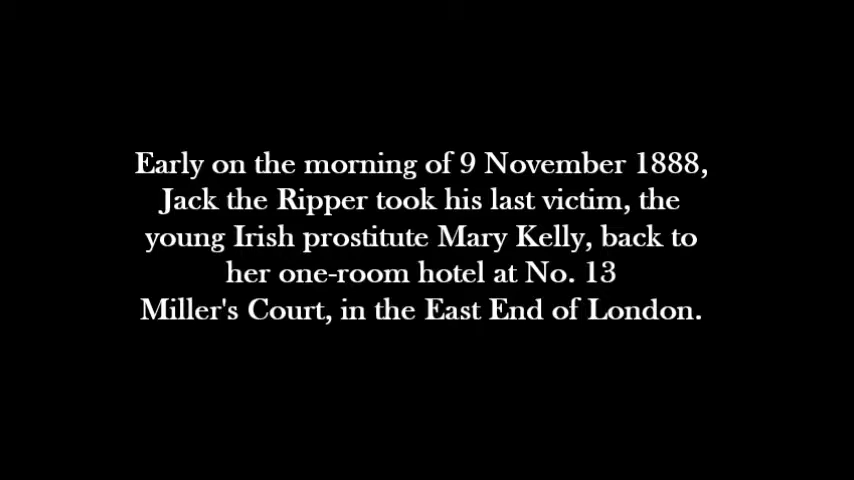 Early on the morning of 9 November 1888,
Jack the Ripper took his last victim, the
young Irish prostitute Mary Kelly, back to
her one-room hotel at No. 13
Miller's Court, in the East End of London.